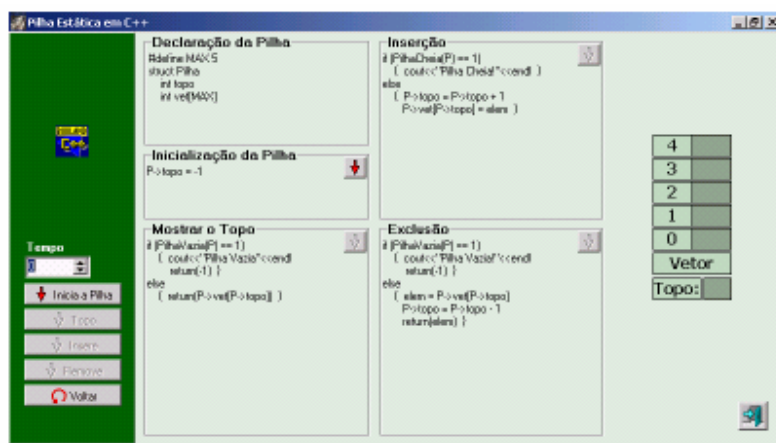 Pilha Estática em C++
Declaração da Pilha
#define MAX 5
struct Pilha
int topo
int vet[MAX]
Inicialização da Pilha
P->topo = -1
Mostrar o Topo
if (PilhaVazia(P) == 1)
{ cout<<"Pilha Vazia!"<<endl
return(-1) }
else
{ return(P->vet[P->topo]) }
Inserção
if (PilhaCheia(P) == 1)
{ cout<<"Pilha Cheia!"<<endl }
else
{ P->topo = P->topo + 1
P->vet[P->topo] = elem }
Exclusão
if (PilhaVazia(P) == 1)
{ cout<<"Pilha Vazia!"<<endl
return(-1) }
else
{ elem = P->vet[P->topo]
P->topo = P->topo - 1
return(elem) }
C++
Tempo
0
Inicia a Pilha
Topo
Insere
Remove
Voltar
4
3
2
1
0
Vetor
Topo: